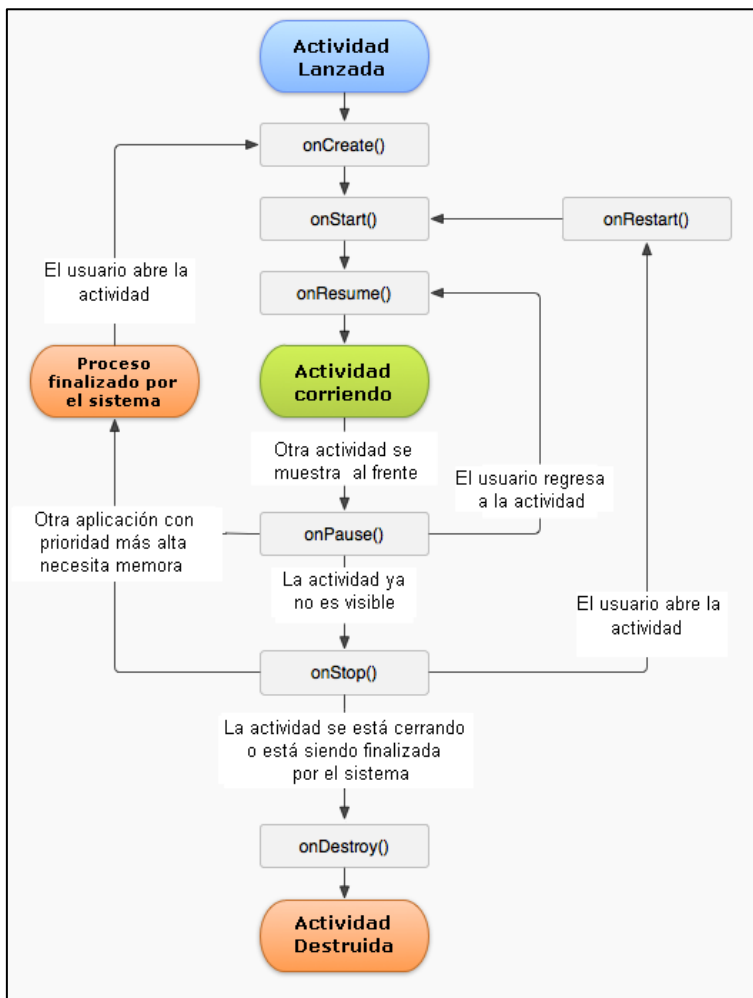 Actividad
Lanzada
onCreate()
onStart()
onRestart()
El usuario abre la
actividad
onResume()
Proceso
finalizado por
el sistema
Actividad
corriendo
Otra actividad se
muestra al frente
El usuario regresa
a la actividad
Otra aplicación con
prioridad más alta
necesita memora
onPause()
La actividad ya
no es visible
El usuario abre la
actividad
onStop()
La actividad se está cerrando
o está siendo finalizada
por el sistema
onDestroy()
Actividad
Destruida